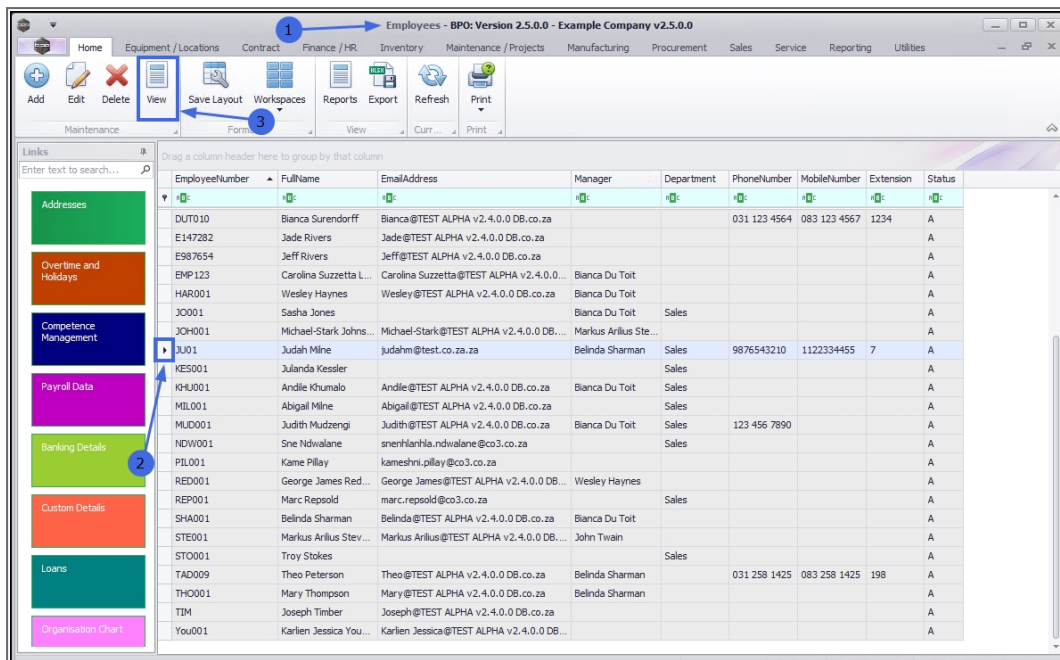 1
Employees - BPO: Version 2.5.0.0 - Example Company v2.5.0.0
Home Equipment / Locations Contract Finance / HR Inventory Maintenance / Projects Manufacturing Procurement Sales Service Reporting Utilities
Add Edit Delete View Save Layout Workspaces Reports Export Refresh Print
3
Maintenance View Curr... Print
Links
Enter text to search...
Drag a column header here to group by that column
EmployeeNumber FullName EmailAddress Manager Department PhoneNumber MobileNumber Extension Status
DUT010 Bianca Surendorff Bianca@TEST ALPHA v2.4.0.0 DB.co.za 031 123 4564 083 123 4567 1234 A
E147282 Jade Rivers Jade@TEST ALPHA v2.4.0.0 DB.co.za A
E987654 Jeff Rivers Jeff@TEST ALPHA v2.4.0.0 DB.co.za A
EMP123 Carolina Suzzetta L... Carolina Suzzetta@TEST ALPHA v2.4.0.0... Bianca Du Toit A
HAR001 Wesley Haynes Wesley@TEST ALPHA v2.4.0.0 DB.co.za Bianca Du Toit A
JO001 Sasha Jones Bianca Du Toit Sales A
JOH001 Michael-Stark Johns... Michael-Stark@TEST ALPHA v2.4.0.0 DB.... Markus Arilius Ste... A
JU01 Judah Milne judahm@test.co.za.za Belinda Sharman Sales 9876543210 1122334455 7 A
KES001 Julanda Kessler Sales A
KHU001 Andile Khumalo Andile@TEST ALPHA v2.4.0.0 DB.co.za Bianca Du Toit Sales A
MIL001 Abigail Milne Abigail@TEST ALPHA v2.4.0.0 DB.co.za Sales A
MUD001 Judith Mudzengi Judith@TEST ALPHA v2.4.0.0 DB.co.za Bianca Du Toit Sales 123 456 7890 A
NDW001 Sne Ndwalane snenhlanhla.ndwalane@co3.co.za Sales A
PIL001 Kame Pillay kameshni.pillay@co3.co.za A
RED001 George James Red... George James@TEST ALPHA v2.4.0.0 DB... Wesley Haynes A
REP001 Marc Repsold marc.repsold@co3.co.za Sales A
SHA001 Belinda Sharman Belinda@TEST ALPHA v2.4.0.0 DB.co.za Bianca Du Toit A
STE001 Markus Arilius Stev... Markus Arilius@TEST ALPHA v2.4.0.0 DB.... John Twain A
STO001 Troy Stokes Sales A
TAD009 Theo Peterson Theo@TEST ALPHA v2.4.0.0 DB.co.za Belinda Sharman 031 258 1425 083 258 1425 198 A
THO001 Mary Thompson Mary@TEST ALPHA v2.4.0.0 DB.co.za Belinda Sharman A
TIM Joseph Timber Joseph@TEST ALPHA v2.4.0.0 DB.co.za A
You001 Karlien Jessica You... Karlien Jessica@TEST ALPHA v2.4.0.0 DB... A
Addresses
Overtime and
Holidays
Competence
Management
Payroll Data
Banking Details
2
Custom Details
Loans
Organisation Chart